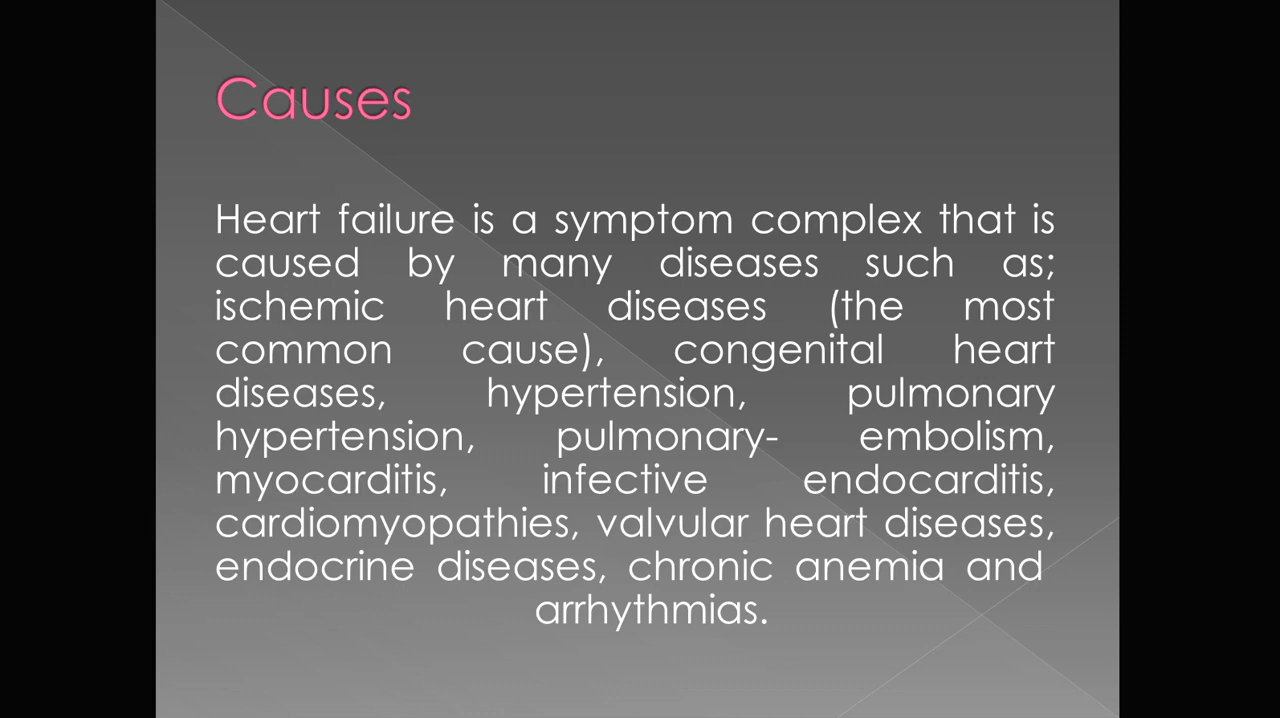 Causes
Heart failure is a symptom complex that is
caused by many diseases such as;
ischemic heart diseases (the most
common cause), congenital heart
diseases, hypertension, pulmonary
hypertension, pulmonary- embolism,
myocarditis, infective endocarditis,
cardiomyopathies, valvular heart diseases,
endocrine diseases, chronic anemia and
arrhythmias.